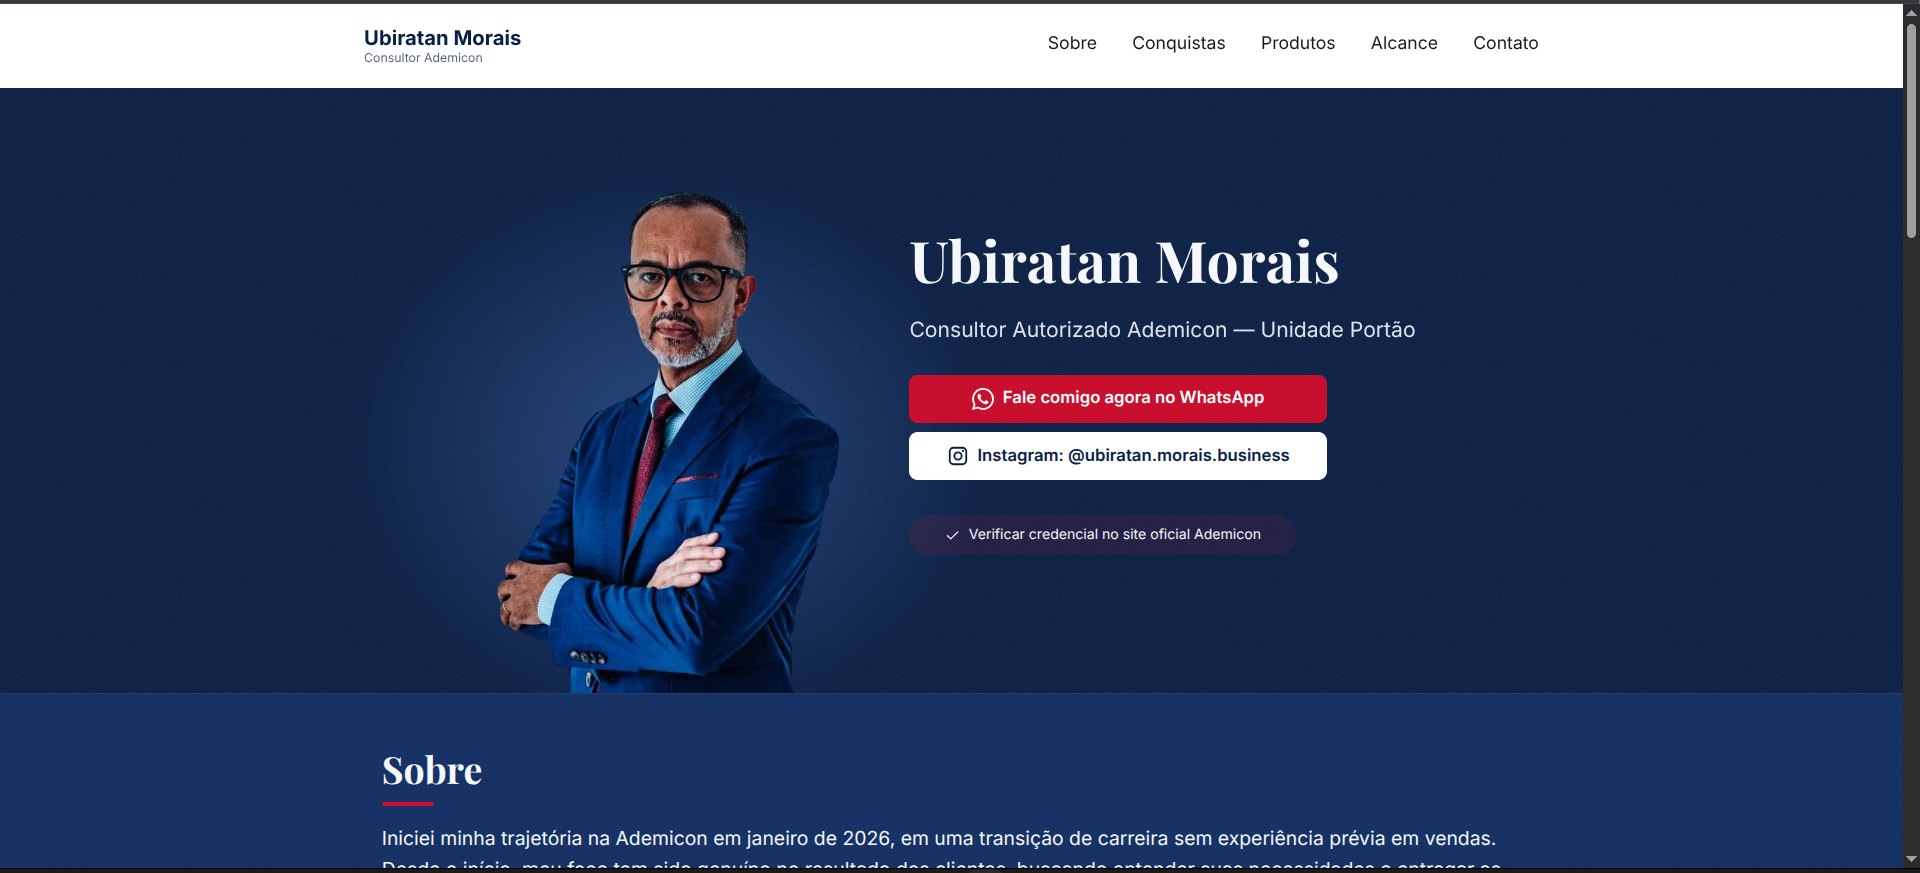 Ubiratan Morais
Consultor Ademicon
Sobre
Conquistas
Produtos
Alcance
Contato
Ubiratan Morais
Consultor Autorizado Ademicon — Unidade Portão
Fale comigo agora no WhatsApp
Instagram: @ubiratan.morais.business
Verificar credencial no site oficial Ademicon
Sobre
Iniciei minha trajetória na Ademicon em janeiro de 2026, em uma transição de carreira sem experiência prévia em vendas.